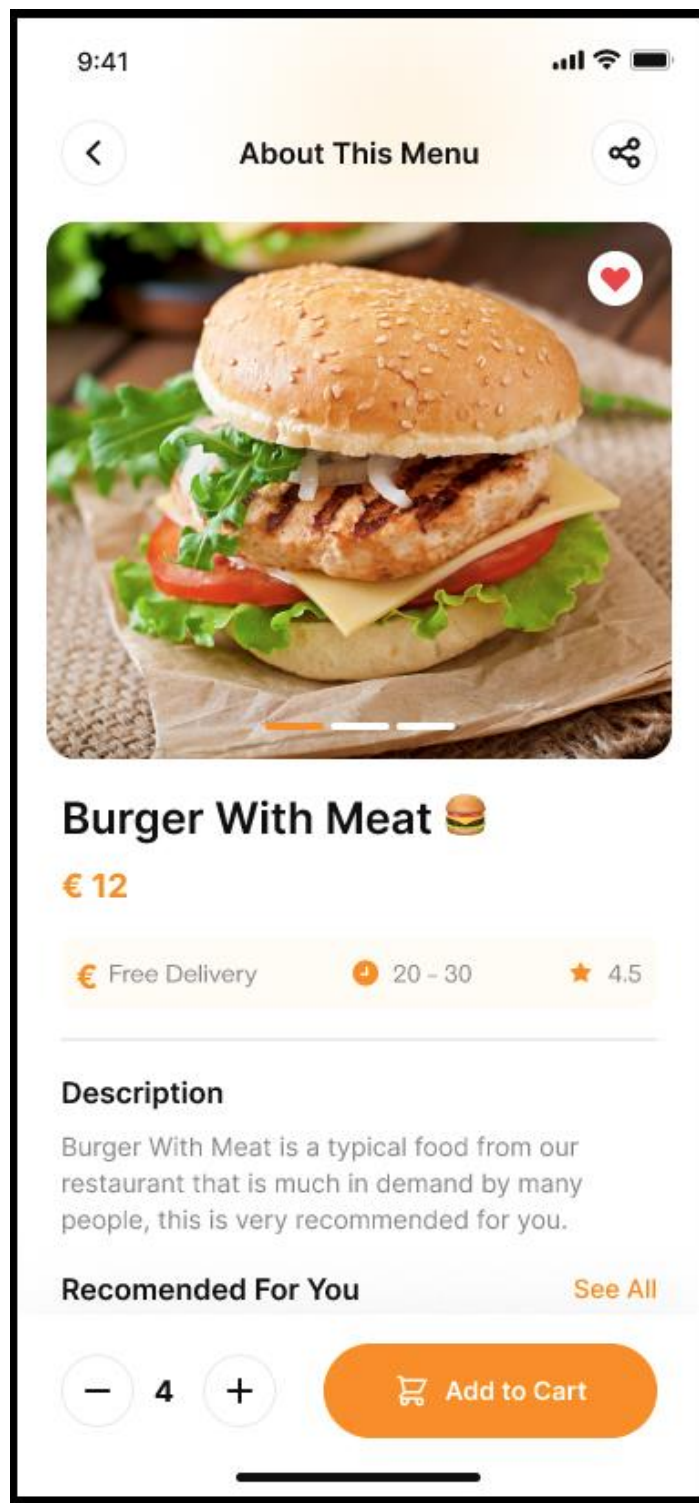 9:41
About This Menu
Burger With Meat 🍔
€ 12
€ Free Delivery 20 - 30 4.5
Description
Burger With Meat is a typical food from our
restaurant that is much in demand by many
people, this is very recommended for you.
Recomended For You See All
4 Add to Cart